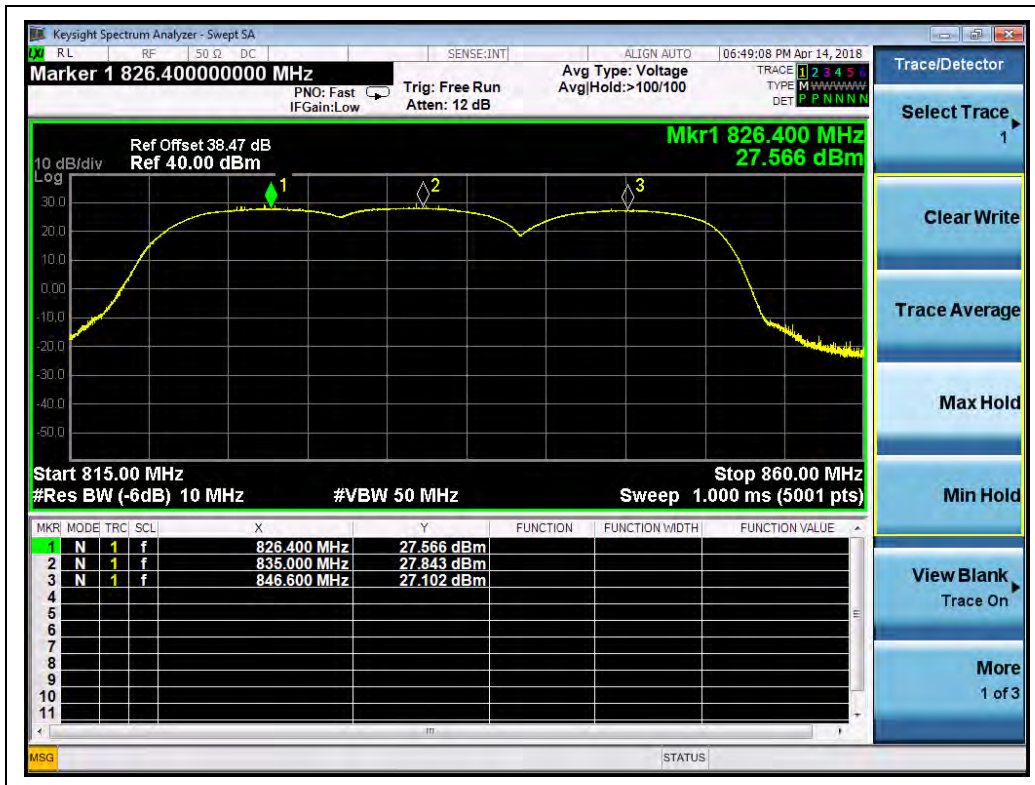 Keysight Spectrum Analyzer - Swept SA
LXI RL RF 50 Ω DC SENSE:INT ALIGN AUTO 06:49:08 PM Apr 14, 2018
Marker 1 826.400000000 MHz
PNO: Fast
IFGain:Low
Trig: Free Run
Atten: 12 dB
Avg Type: Voltage
Avg|Hold:>100/100
TRACE 1 2 3 4 5 6
TYPE M W W W W W
DET P P N N N N
Trace/Detector
Select Trace
1
Clear Write
Trace Average
Max Hold
Min Hold
View Blank
Trace On
More
1 of 3
Mkr1 826.400 MHz
27.566 dBm
Ref Offset 38.47 dB
10 dB/div Ref 40.00 dBm
Log
1 2 3
30.0
20.0
10.0
0.00
-10.0
-20.0
-30.0
-40.0
-50.0
Start 815.00 MHz Stop 860.00 MHz
#Res BW (-6dB) 10 MHz #VBW 50 MHz Sweep 1.000 ms (5001 pts)
MKR MODE TRC SCL X Y FUNCTION FUNCTION WIDTH FUNCTION VALUE
1 N 1 f 826.400 MHz 27.566 dBm
2 N 1 f 835.000 MHz 27.843 dBm
3 N 1 f 846.600 MHz 27.102 dBm
4
5
6
7
8
9
10
11
MSG STATUS